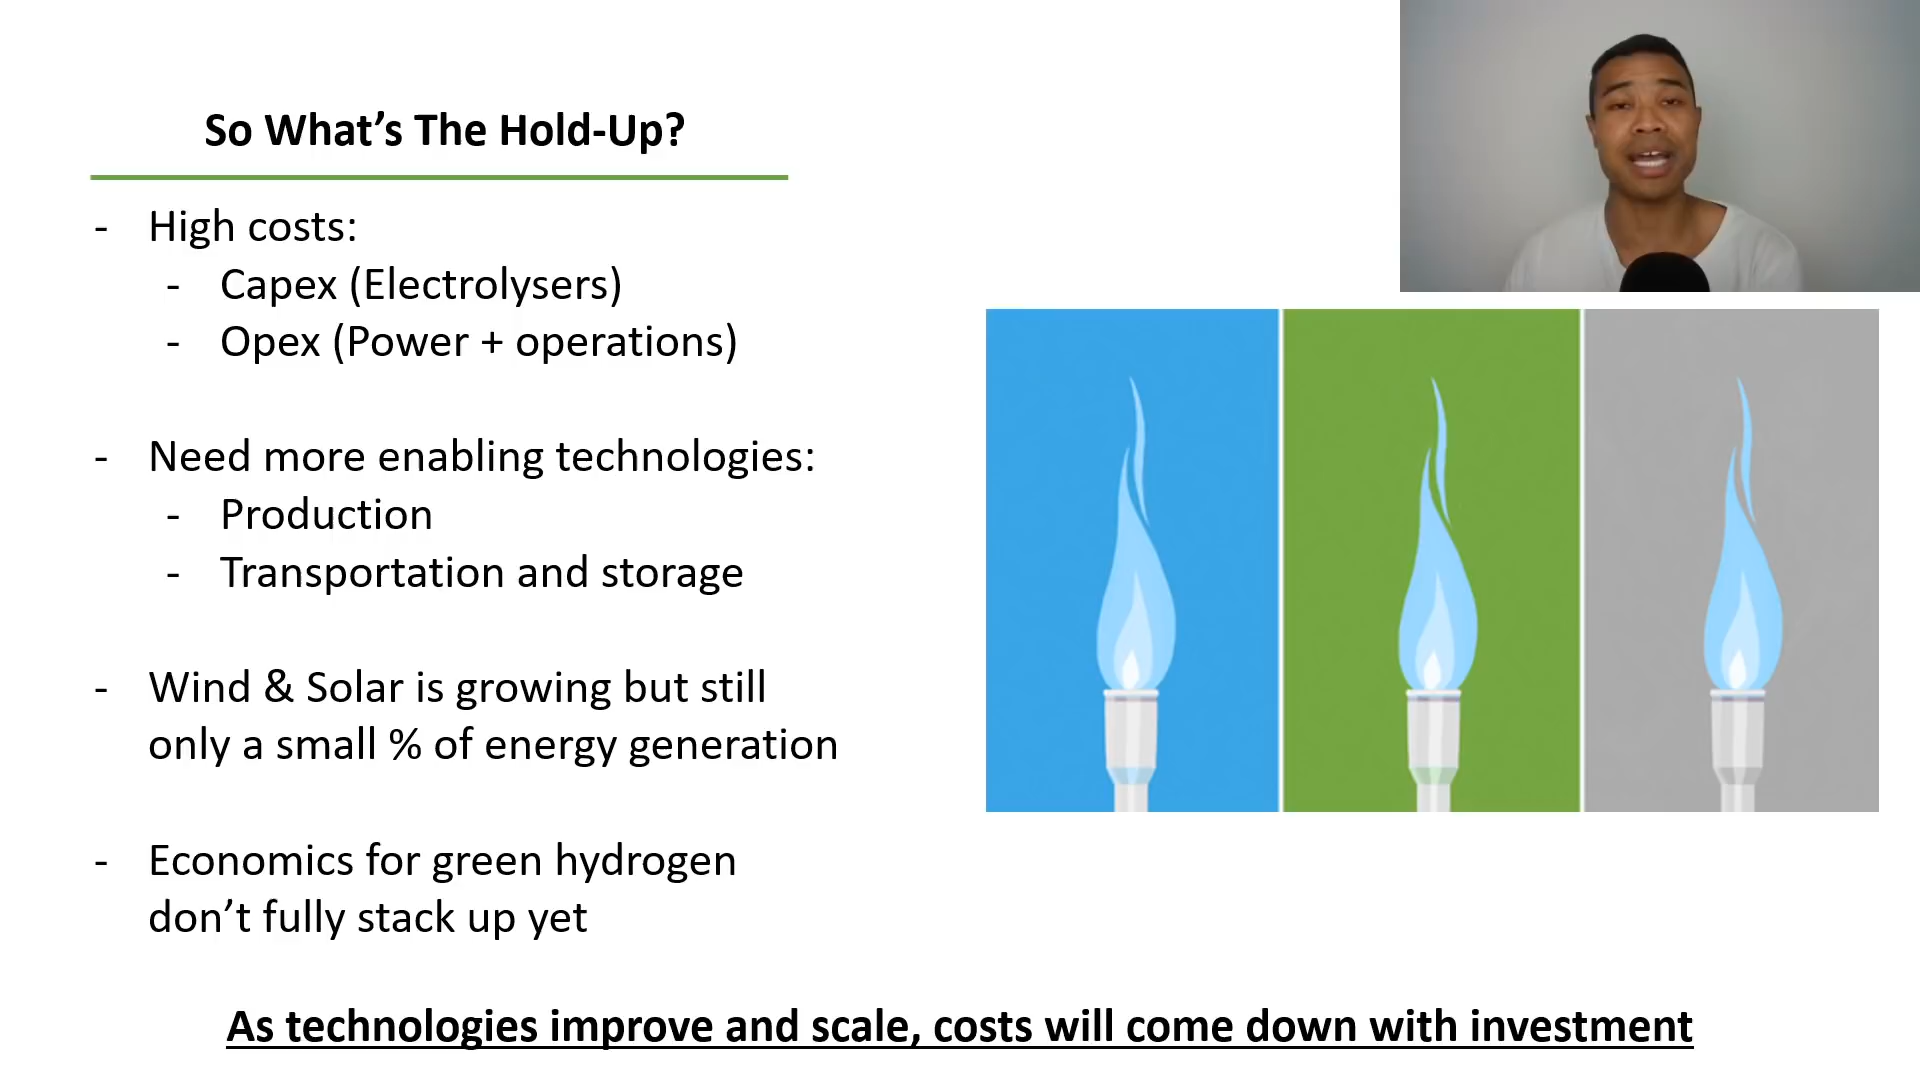 So What’s The Hold-Up?
- High costs:
- Capex (Electrolysers)
- Opex (Power + operations)
- Need more enabling technologies:
- Production
- Transportation and storage
- Wind & Solar is growing but still
only a small % of energy generation
- Economics for green hydrogen
don’t fully stack up yet
As technologies improve and scale, costs will come down with investment